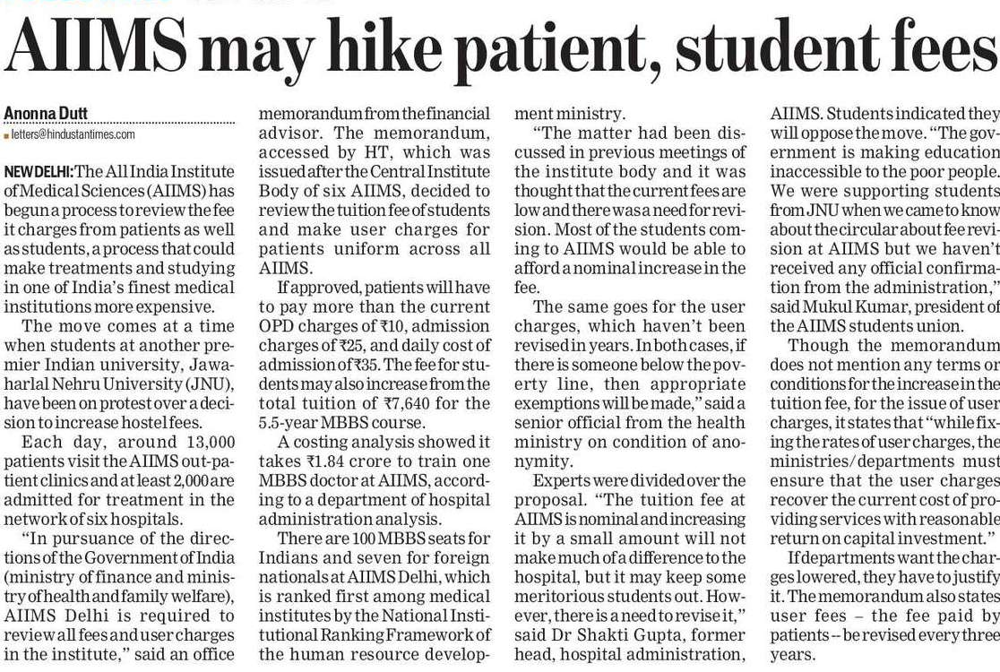 AIIMS may hike patient, student fees
Anonna Dutt
letters@hindustantimes.com
NEW DELHI: The All India Institute
of Medical Sciences (AIIMS) has
begun a process to review the fee
it charges from patients as well
as students, a process that could
make treatments and studying
in one of India's finest medical
institutions more expensive.
The move comes at a time
when students at another pre-
mier Indian university, Jawa-
harlal Nehru University (JNU),
have been on protest over a deci-
sion to increase hostel fees.
Each day, around 13,000
patients visit the AIIMS out-pa-
tient clinics and at least 2,000 are
admitted for treatment in the
network of six hospitals.
"In pursuance of the direc-
tions of the Government of India
(ministry of finance and minis-
try of health and family welfare),
AIIMS Delhi is required to
review all fees and user charges
in the institute," said an office
memorandum from the financial
advisor. The memorandum,
accessed by HT, which was
issued after the Central Institute
Body of six AIIMS, decided to
review the tuition fee of students
and make user charges for
patients uniform across all
AIIMS.
If approved, patients will have
to pay more than the current
OPD charges of ₹10, admission
charges of ₹25, and daily cost of
admission of ₹35. The fee for stu-
dents may also increase from the
total tuition of ₹7,640 for the
5.5-year MBBS course.
A costing analysis showed it
takes ₹1.84 crore to train one
MBBS doctor at AIIMS, accord-
ing to a department of hospital
administration analysis.
There are 100 MBBS seats for
Indians and seven for foreign
nationals at AIIMS Delhi, which
is ranked first among medical
institutes by the National Insti-
tutional Ranking Framework of
the human resource develop-
ment ministry.
"The matter had been dis-
cussed in previous meetings of
the institute body and it was
thought that the current fees are
low and there was a need for revi-
sion. Most of the students com-
ing to AIIMS would be able to
afford a nominal increase in the
fee.
The same goes for the user
charges, which haven't been
revised in years. In both cases, if
there is someone below the pov-
erty line, then appropriate
exemptions will be made," said a
senior official from the health
ministry on condition of ano-
nymity.
Experts were divided over the
proposal. "The tuition fee at
AIIMS is nominal and increasing
it by a small amount will not
make much of a difference to the
hospital, but it may keep some
meritorious students out. How-
ever, there is a need to revise it,"
said Dr Shakti Gupta, former
head, hospital administration,
AIIMS. Students indicated they
will oppose the move. "The gov-
ernment is making education
inaccessible to the poor people.
We were supporting students
from JNU when we came to know
about the circular about fee revi-
sion at AIIMS but we haven't
received any official confirma-
tion from the administration,"
said Mukul Kumar, president of
the AIIMS students union.
Though the memorandum
does not mention any terms or
conditions for the increase in the
tuition fee, for the issue of user
charges, it states that "while fix-
ing the rates of user charges, the
ministries/departments must
ensure that the user charges
recover the current cost of pro-
viding services with reasonable
return on capital investment."
If departments want the char-
ges lowered, they have to justify
it. The memorandum also states
user fees – the fee paid by
patients -- be revised every three
years.